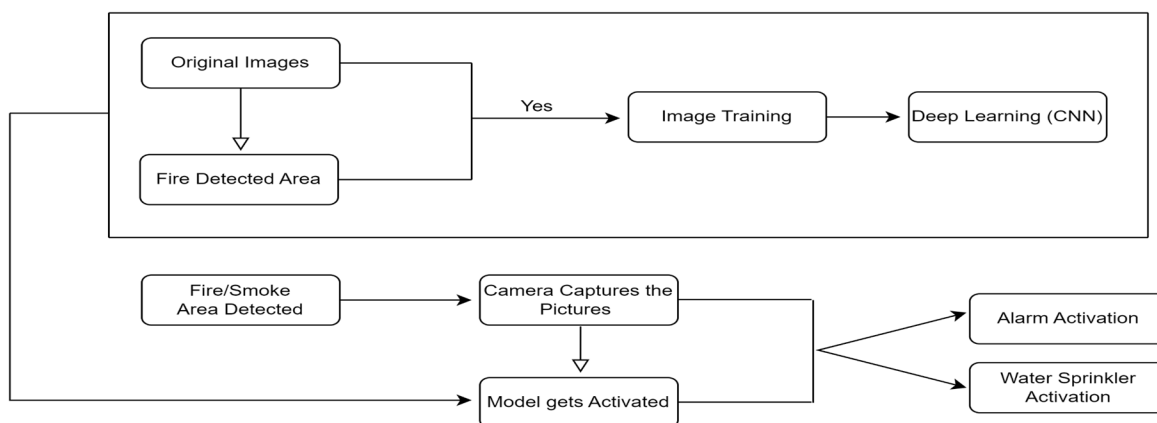 Original Images
Yes
Image Training
Deep Learning (CNN)
Fire Detected Area
Fire/Smoke
Area Detected
Camera Captures the
Pictures
Alarm Activation
Model gets Activated
Water Sprinkler
Activation